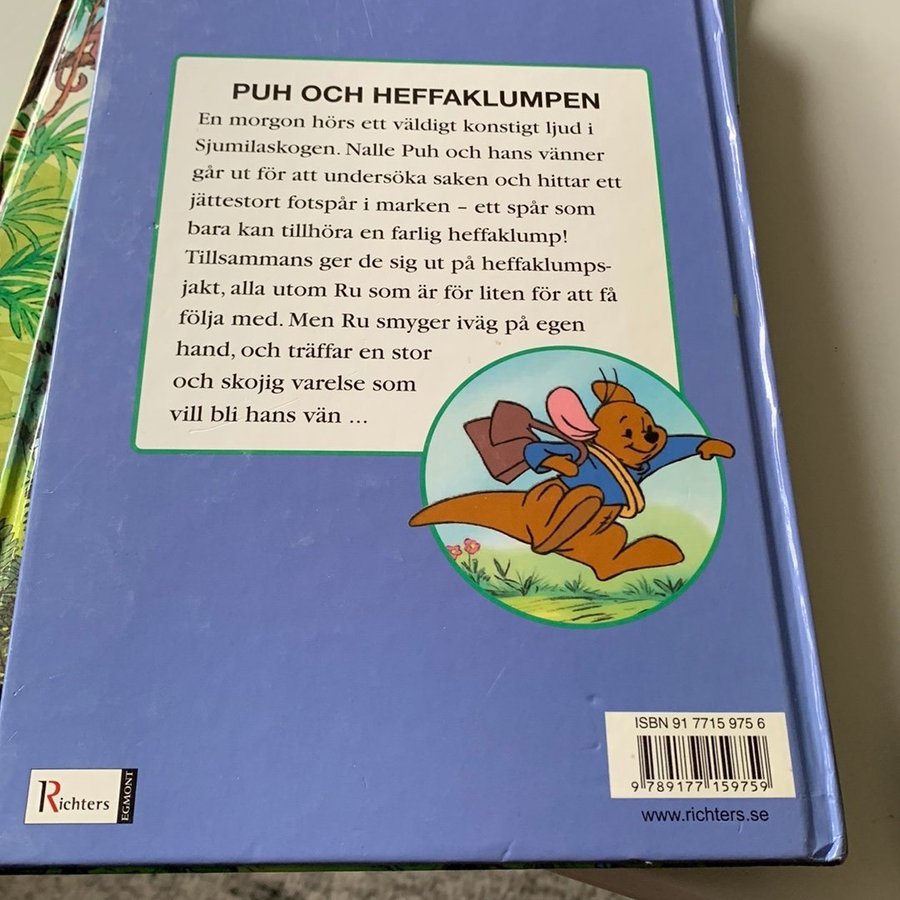 PUH OCH HEFFAKLUMPEN
En morgon hörs ett väldigt konstigt ljud i
Sjumilaskogen. Nalle Puh och hans vänner
går ut för att undersöka saken och hittar ett
jättestort fotspår i marken – ett spår som
bara kan tillhöra en farlig heffaklump!
Tillsammans ger de sig ut på heffaklumps-
jakt, alla utom Ru som är för liten för att få
följa med. Men Ru smyger iväg på egen
hand, och träffar en stor
och skojig varelse som
vill bli hans vän ...
ISBN 91 7715 975 6
9 789177 159759
www.richters.se
Richters
EGMONT